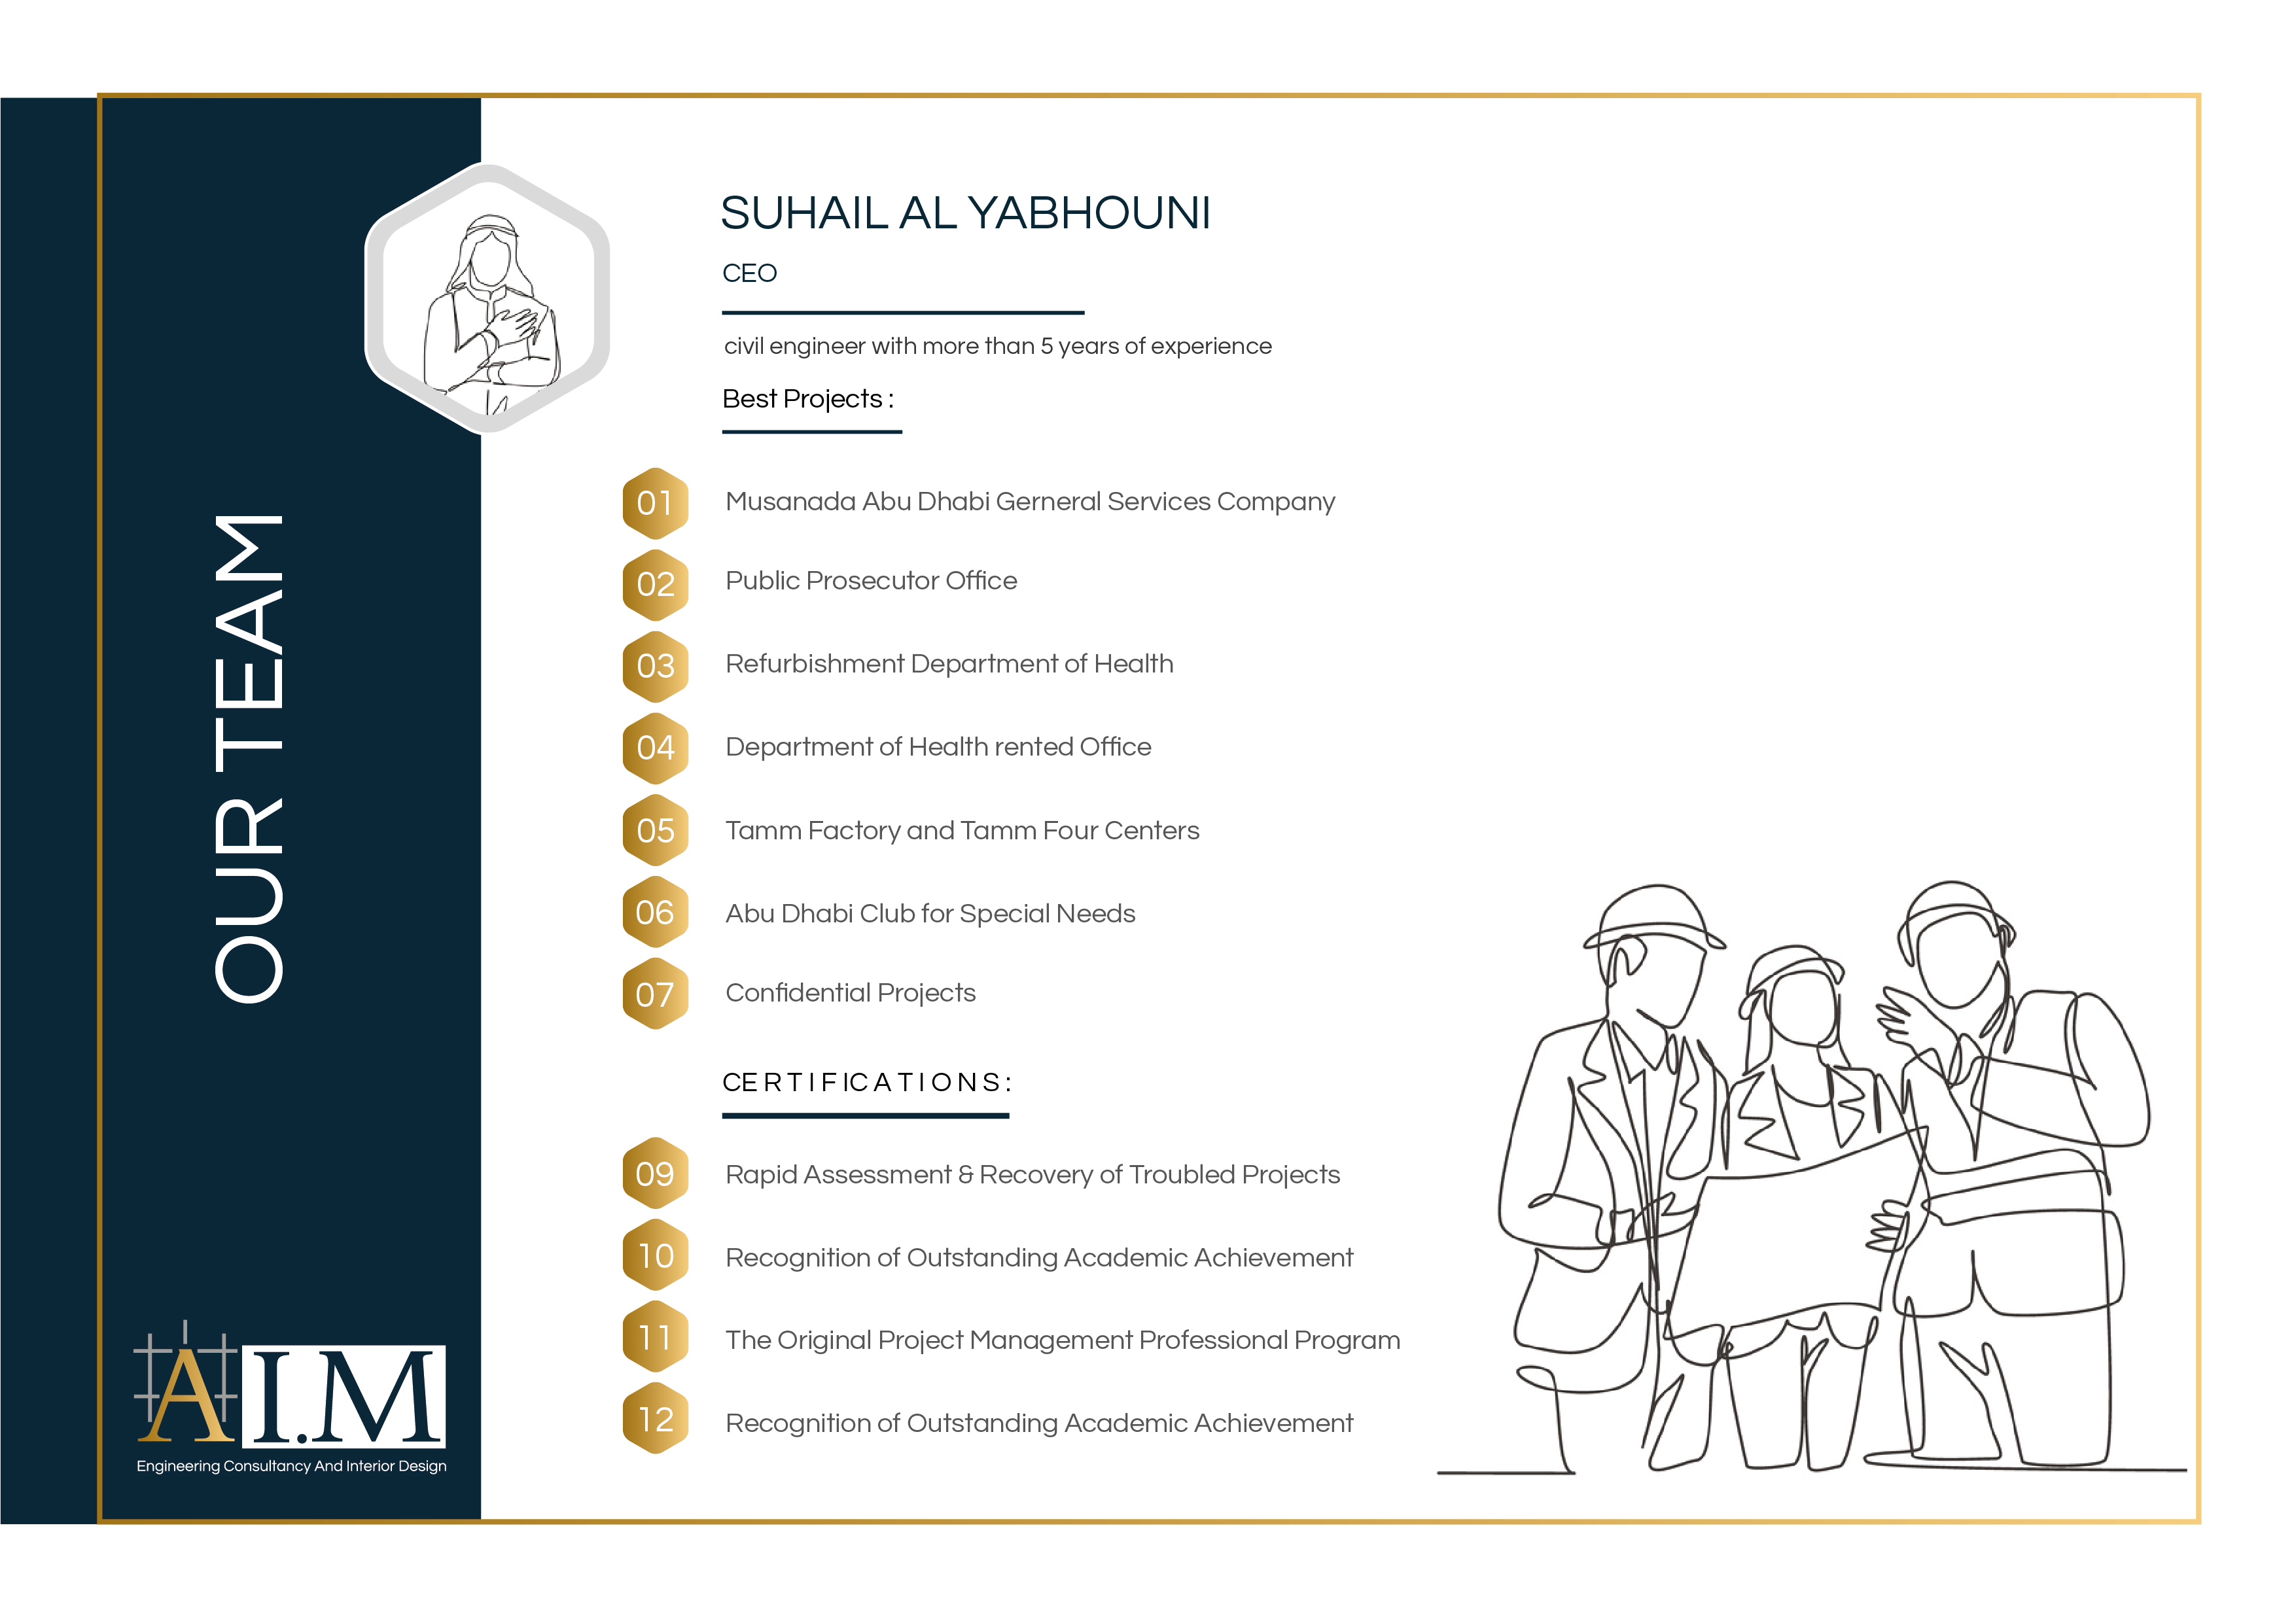 OUR TEAM
SUHAIL AL YABHOUNI
CEO
civil engineer with more than 5 years of experience
Best Projects :
01 Musanada Abu Dhabi Gerneral Services Company
02 Public Prosecutor Office
03 Refurbishment Department of Health
04 Department of Health rented Office
05 Tamm Factory and Tamm Four Centers
06 Abu Dhabi Club for Special Needs
07 Confidential Projects
CERTIFICATIONS:
09 Rapid Assessment & Recovery of Troubled Projects
10 Recognition of Outstanding Academic Achievement
11 The Original Project Management Professional Program
12 Recognition of Outstanding Academic Achievement
A I.M
Engineering Consultancy And Interior Design